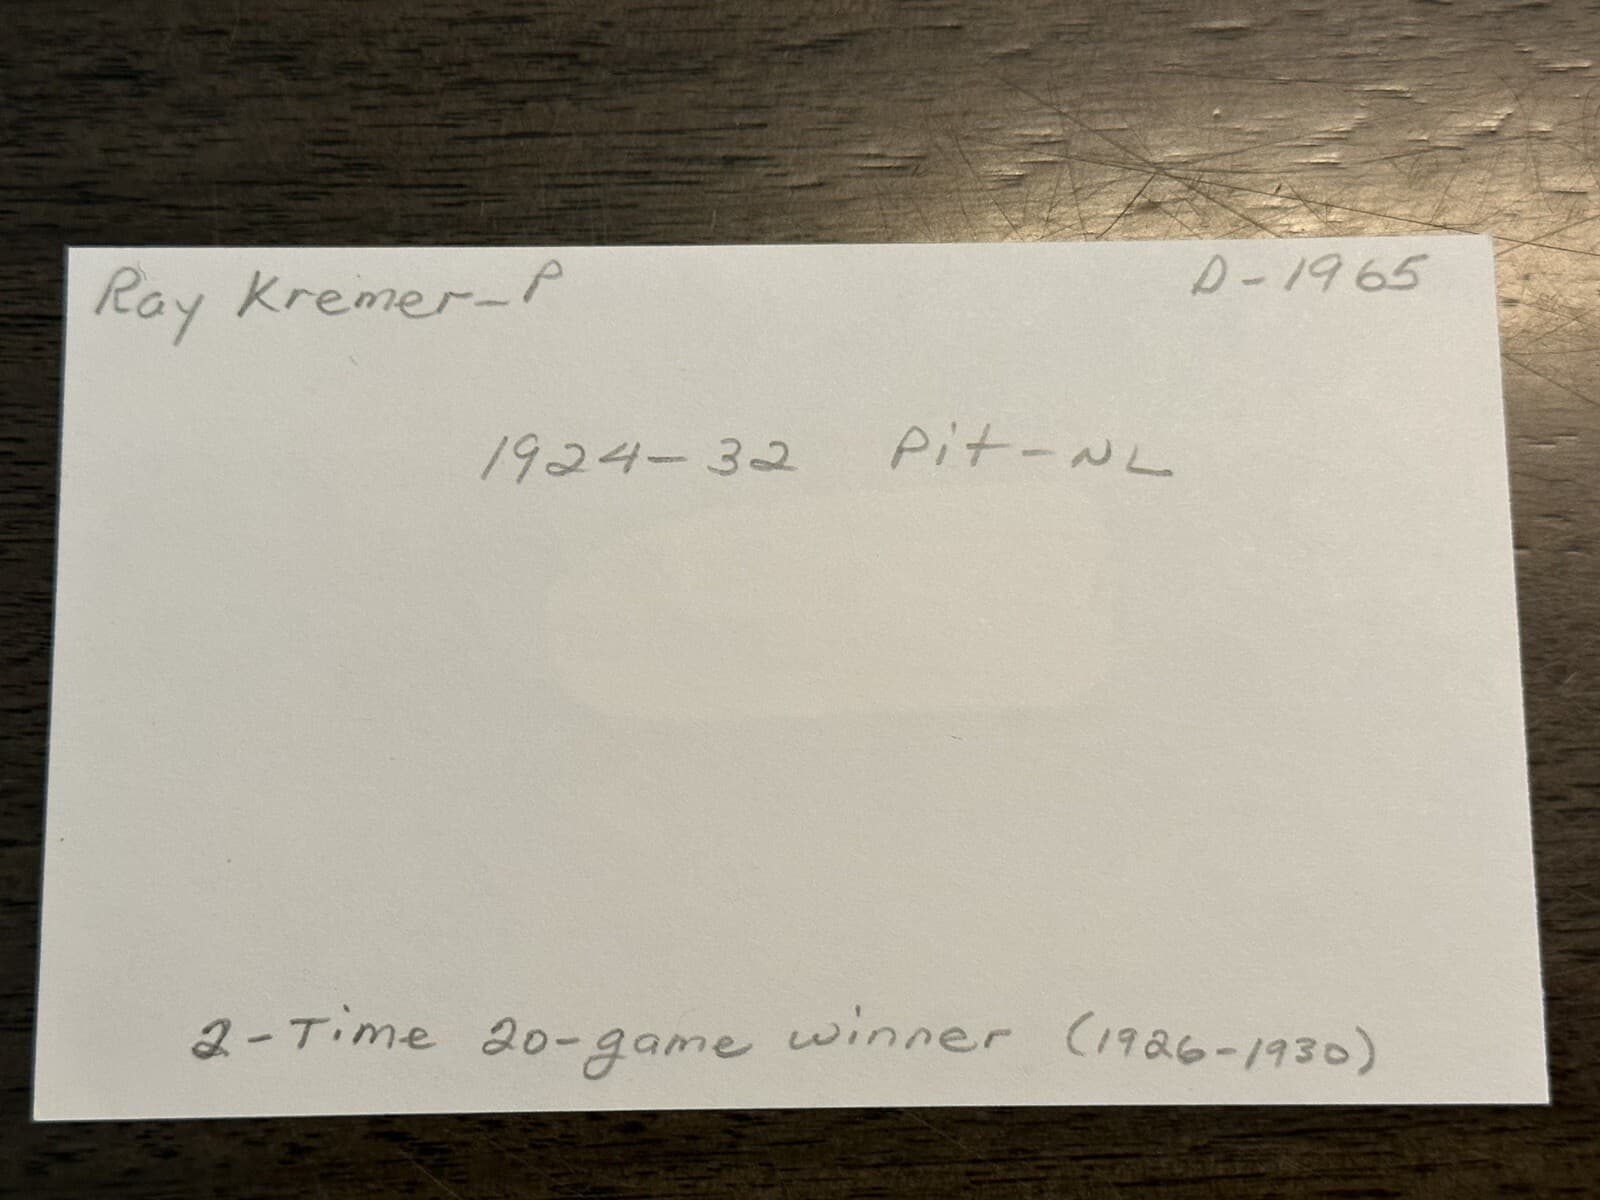 Ray Kremer-P D-1965
1924-32 Pit-NL
2-Time 20-game winner (1926-1930)